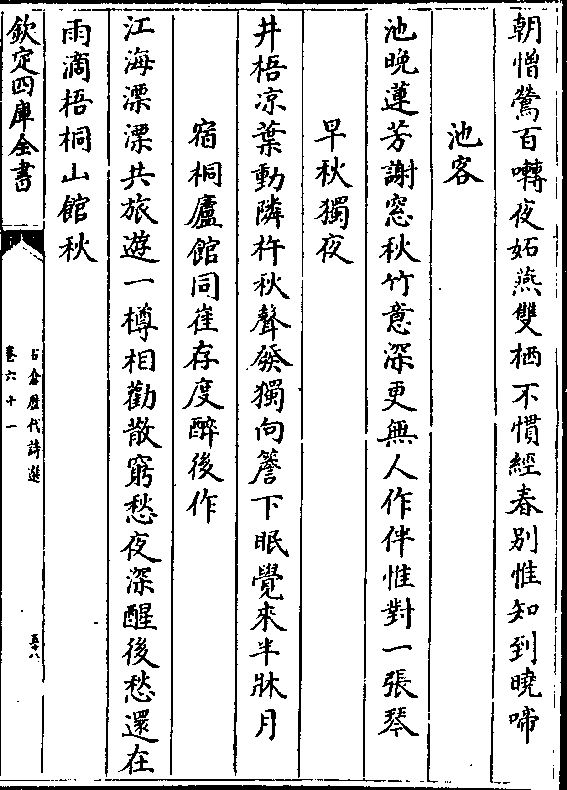 朝憎鶯百囀夜妬燕雙栖不慣經春別惟知到曉啼
池客
池晚蓮芳謝窓秋竹意深更無人作伴惟對一張琴
早秋獨夜
井梧凉葉動隣杵秋聲發獨向簷下眠覺來半牀月
宿桐廬館同崔存度醉後作
江海漂漂共旅遊一樽相勸散窮愁夜深醒後愁還在
雨滴梧桐山館秋
欽定四庫全書
石倉歷代詩選
卷六十一